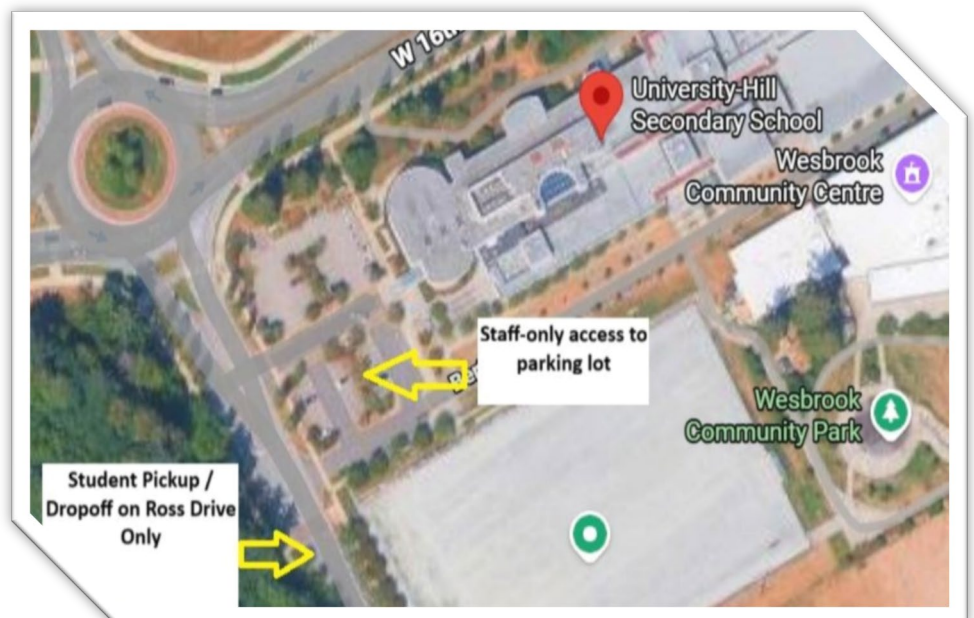 W 16th
University-Hill
Secondary School
Wesbrook
Community Centre
Staff-only access to
parking lot
Wesbrook
Community Park
Student Pickup /
Dropoff on Ross Drive
Only